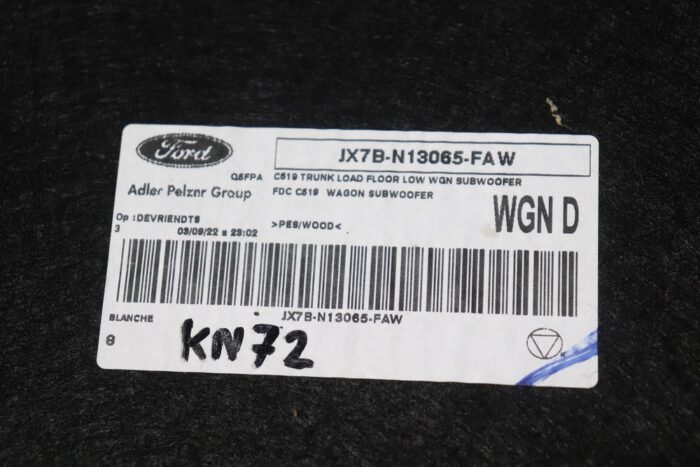 Ford
JX7B-N13065-FAW
Q5FPA C519 TRUNK LOAD FLOOR LOW WGN SUBWOOFER
Adler Pelzer Group FDC C519 WAGON SUBWOOFER
WGN D
Op :DEVRIENDTS >PES/WOOD<
3 03/09/22 a 23:02
JX7B-N13065-FAW
BLANCHE
8
KN72